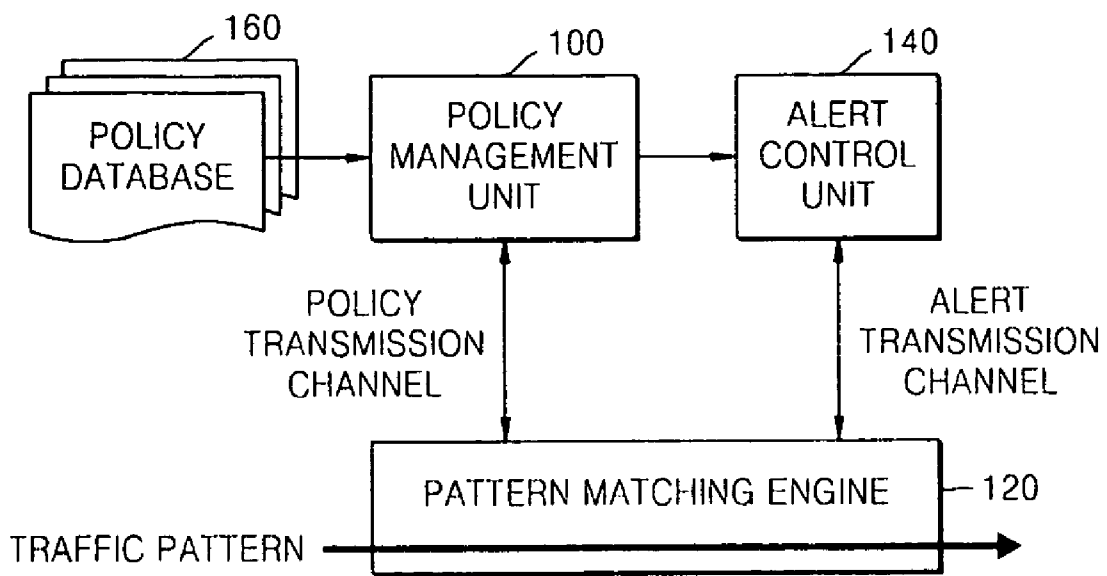 160
100
140
POLICY
DATABASE
POLICY
MANAGEMENT
UNIT
ALERT
CONTROL
UNIT
POLICY
TRANSMISSION
CHANNEL
ALERT
TRANSMISSION
CHANNEL
PATTERN MATCHING ENGINE
120
TRAFFIC PATTERN